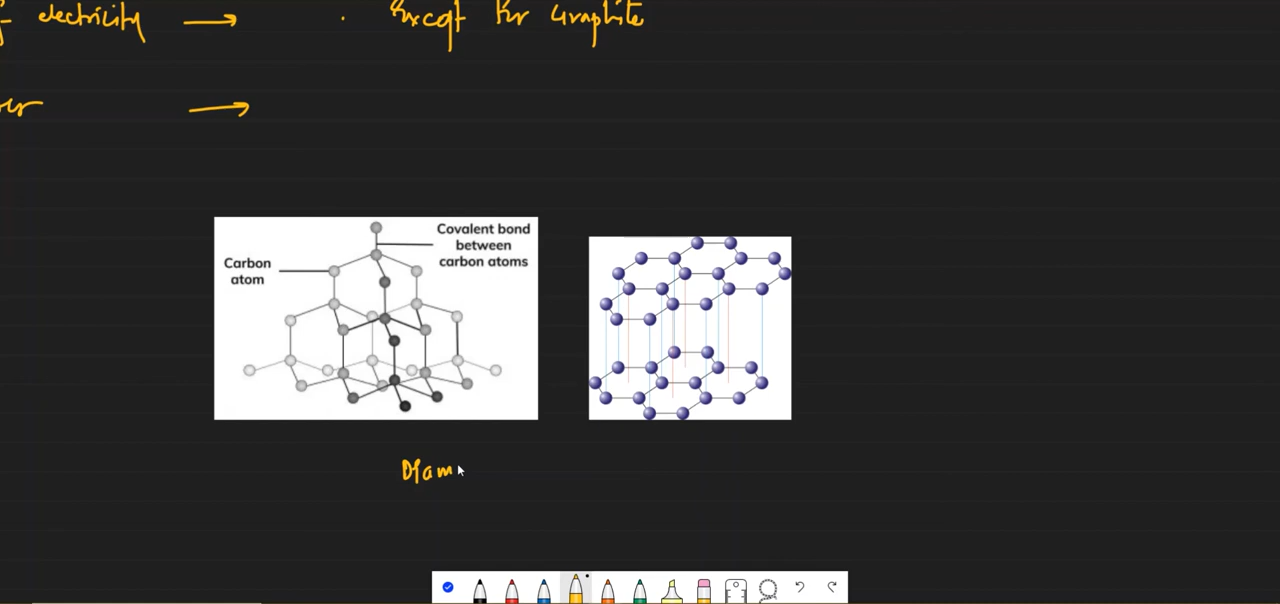 electricity → . Except for Graphite
→
Covalent bond
between
carbon atoms
Carbon
atom
Diam